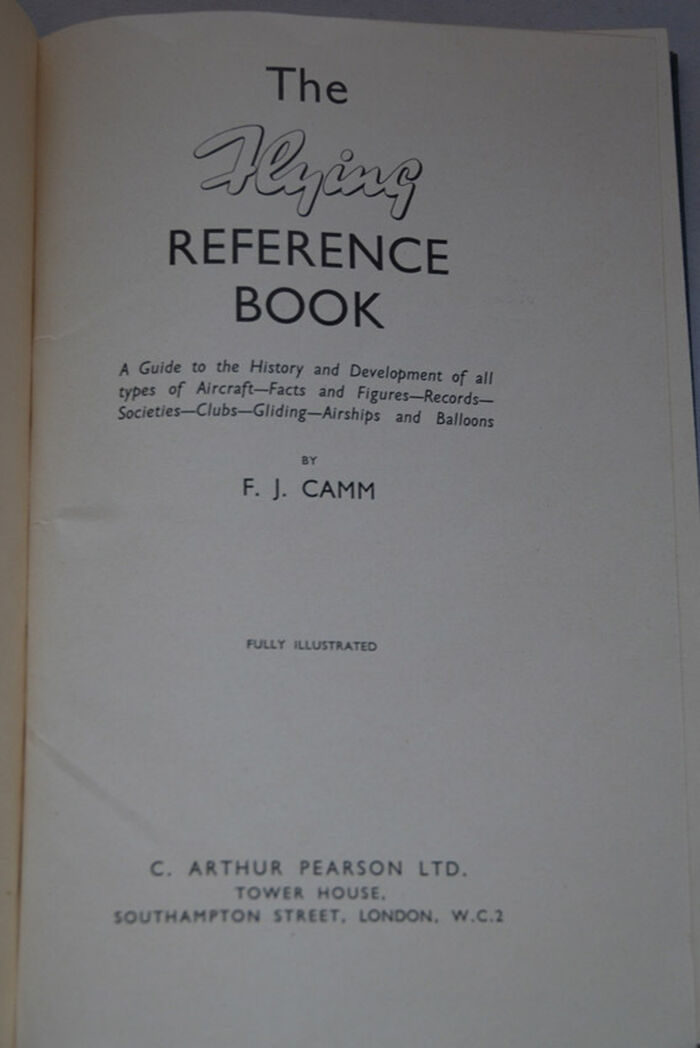 The
Flying
REFERENCE
BOOK
A Guide to the History and Development of all
types of Aircraft—Facts and Figures—Records—
Societies—Clubs—Gliding—Airships and Balloons
BY
F. J. CAMM
FULLY ILLUSTRATED
C. ARTHUR PEARSON LTD.
TOWER HOUSE,
SOUTHAMPTON STREET, LONDON, W.C.2